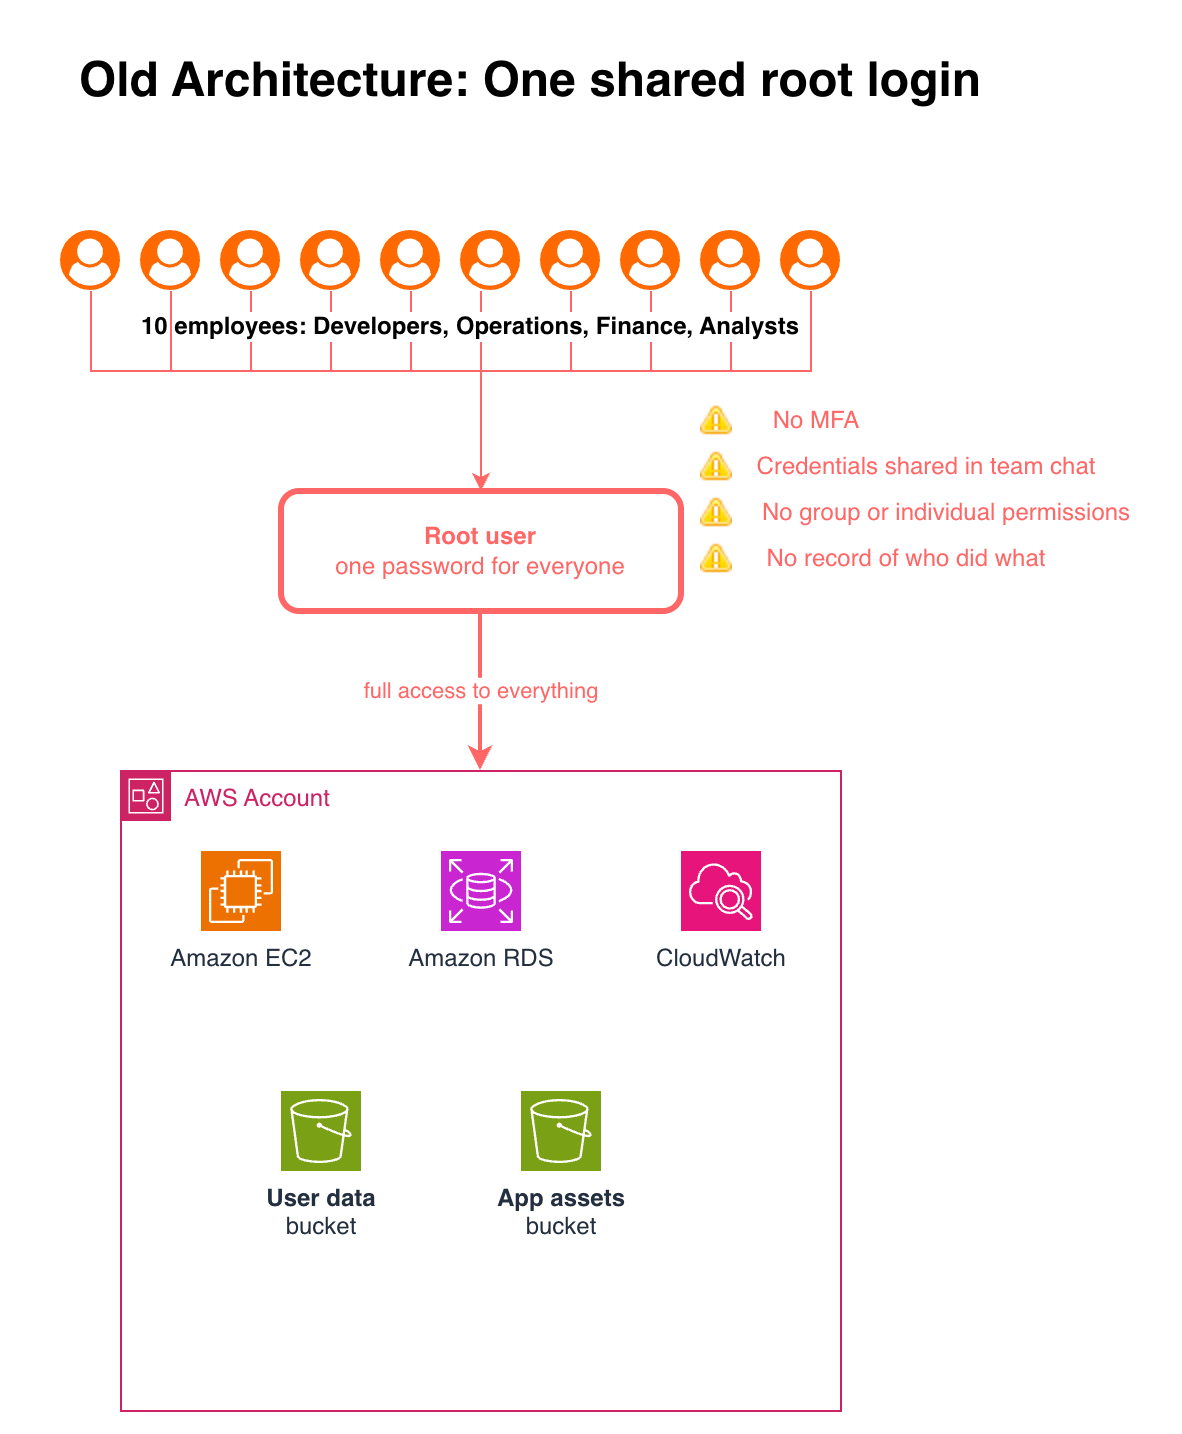 Old Architecture: One shared root login
10 employees: Developers, Operations, Finance, Analysts
No MFA
Credentials shared in team chat
No group or individual permissions
No record of who did what
Root user
one password for everyone
full access to everything
AWS Account
Amazon EC2
Amazon RDS
CloudWatch
User data
bucket
App assets
bucket